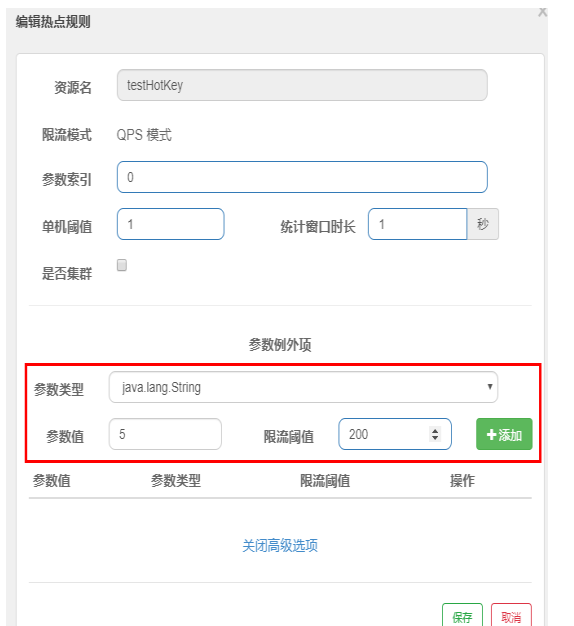 编辑热点规则 X
资源名 testHotKey
限流模式 QPS 模式
参数索引 0
单机阈值 1 统计窗口时长 1 秒
是否集群
参数例外项
参数类型 java.lang.String
参数值 5 限流阈值 200 +添加
参数值 参数类型 限流阈值 操作
关闭高级选项
保存 取消